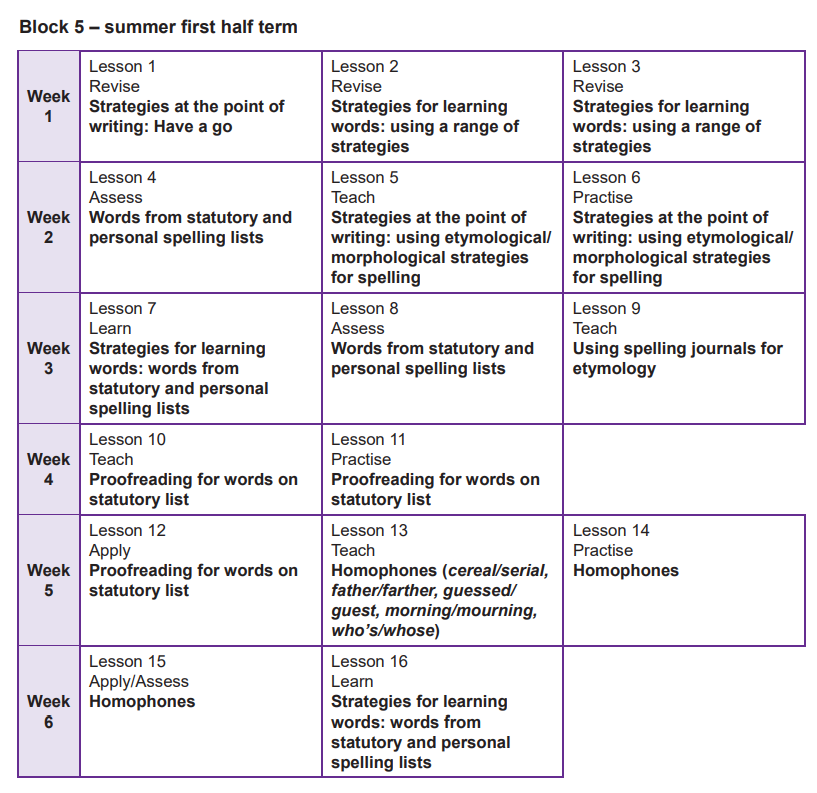 Block 5 – summer first half term
Week
1
Lesson 1
Revise
Strategies at the point of
writing: Have a go
Lesson 2
Revise
Strategies for learning
words: using a range of
strategies
Lesson 3
Revise
Strategies for learning
words: using a range of
strategies
Week
2
Lesson 4
Assess
Words from statutory and
personal spelling lists
Lesson 5
Teach
Strategies at the point of
writing: using etymological/
morphological strategies
for spelling
Lesson 6
Practise
Strategies at the point of
writing: using etymological/
morphological strategies
for spelling
Week
3
Lesson 7
Learn
Strategies for learning
words: words from
statutory and personal
spelling lists
Lesson 8
Assess
Words from statutory and
personal spelling lists
Lesson 9
Teach
Using spelling journals for
etymology
Week
4
Lesson 10
Teach
Proofreading for words on
statutory list
Lesson 11
Practise
Proofreading for words on
statutory list
Week
5
Lesson 12
Apply
Proofreading for words on
statutory list
Lesson 13
Teach
Homophones (cereal/serial,
father/farther, guessed/
guest, morning/mourning,
who’s/whose)
Lesson 14
Practise
Homophones
Week
6
Lesson 15
Apply/Assess
Homophones
Lesson 16
Learn
Strategies for learning
words: words from
statutory and personal
spelling lists